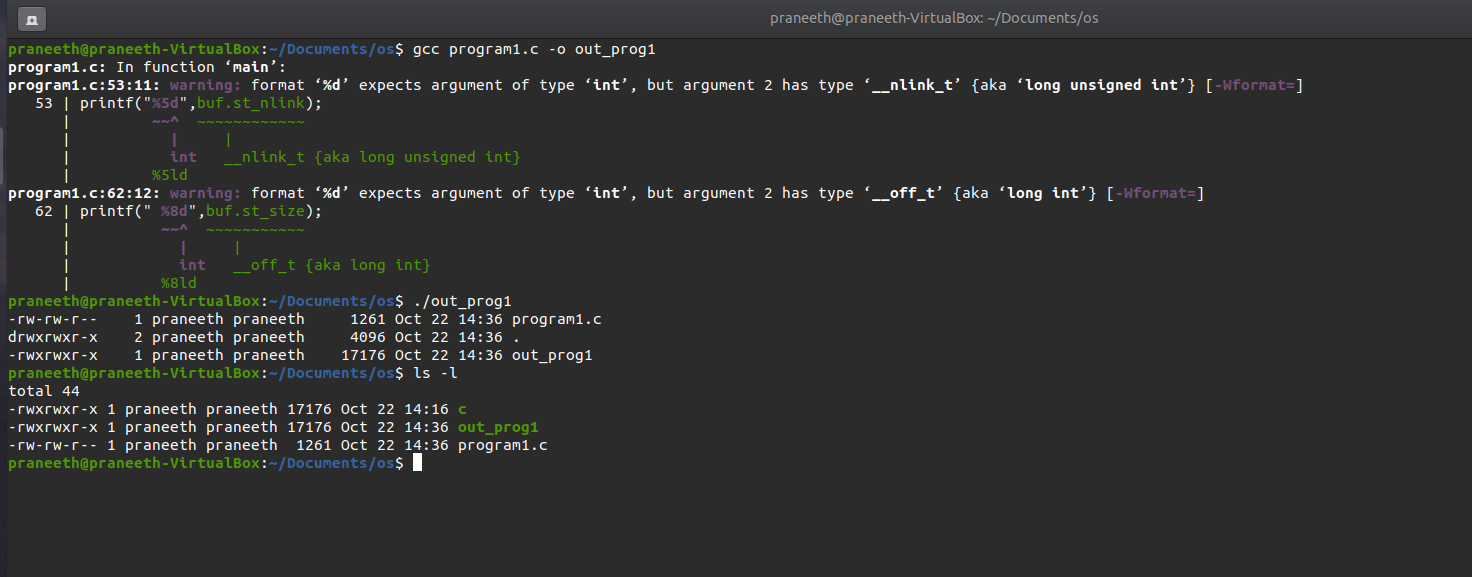 praneeth@praneeth-VirtualBox: ~/Documents/os
praneeth@praneeth-VirtualBox:~/Documents/os$ gcc program1.c -o out_prog1
program1.c: In function ‘main’:
program1.c:53:11: warning: format ‘%d’ expects argument of type ‘int’, but argument 2 has type ‘__nlink_t’ {aka ‘long unsigned int’} [-Wformat=]
   53 | printf("%5d",buf.st_nlink);
      |         ~~^  ~~~~~~~~~~~~
      |           |     |
      |           int   __nlink_t {aka long unsigned int}
      |         %5ld
program1.c:62:12: warning: format ‘%d’ expects argument of type ‘int’, but argument 2 has type ‘__off_t’ {aka ‘long int’} [-Wformat=]
   62 | printf(" %8d",buf.st_size);
      |          ~~^  ~~~~~~~~~~~
      |            |     |
      |            int   __off_t {aka long int}
      |          %8ld
praneeth@praneeth-VirtualBox:~/Documents/os$ ./out_prog1
-rw-rw-r--    1 praneeth praneeth     1261 Oct 22 14:36 program1.c
drwxrwxr-x    2 praneeth praneeth     4096 Oct 22 14:36 .
-rwxrwxr-x    1 praneeth praneeth    17176 Oct 22 14:36 out_prog1
praneeth@praneeth-VirtualBox:~/Documents/os$ ls -l
total 44
-rwxrwxr-x 1 praneeth praneeth 17176 Oct 22 14:16 c
-rwxrwxr-x 1 praneeth praneeth 17176 Oct 22 14:36 out_prog1
-rw-rw-r-- 1 praneeth praneeth  1261 Oct 22 14:36 program1.c
praneeth@praneeth-VirtualBox:~/Documents/os$